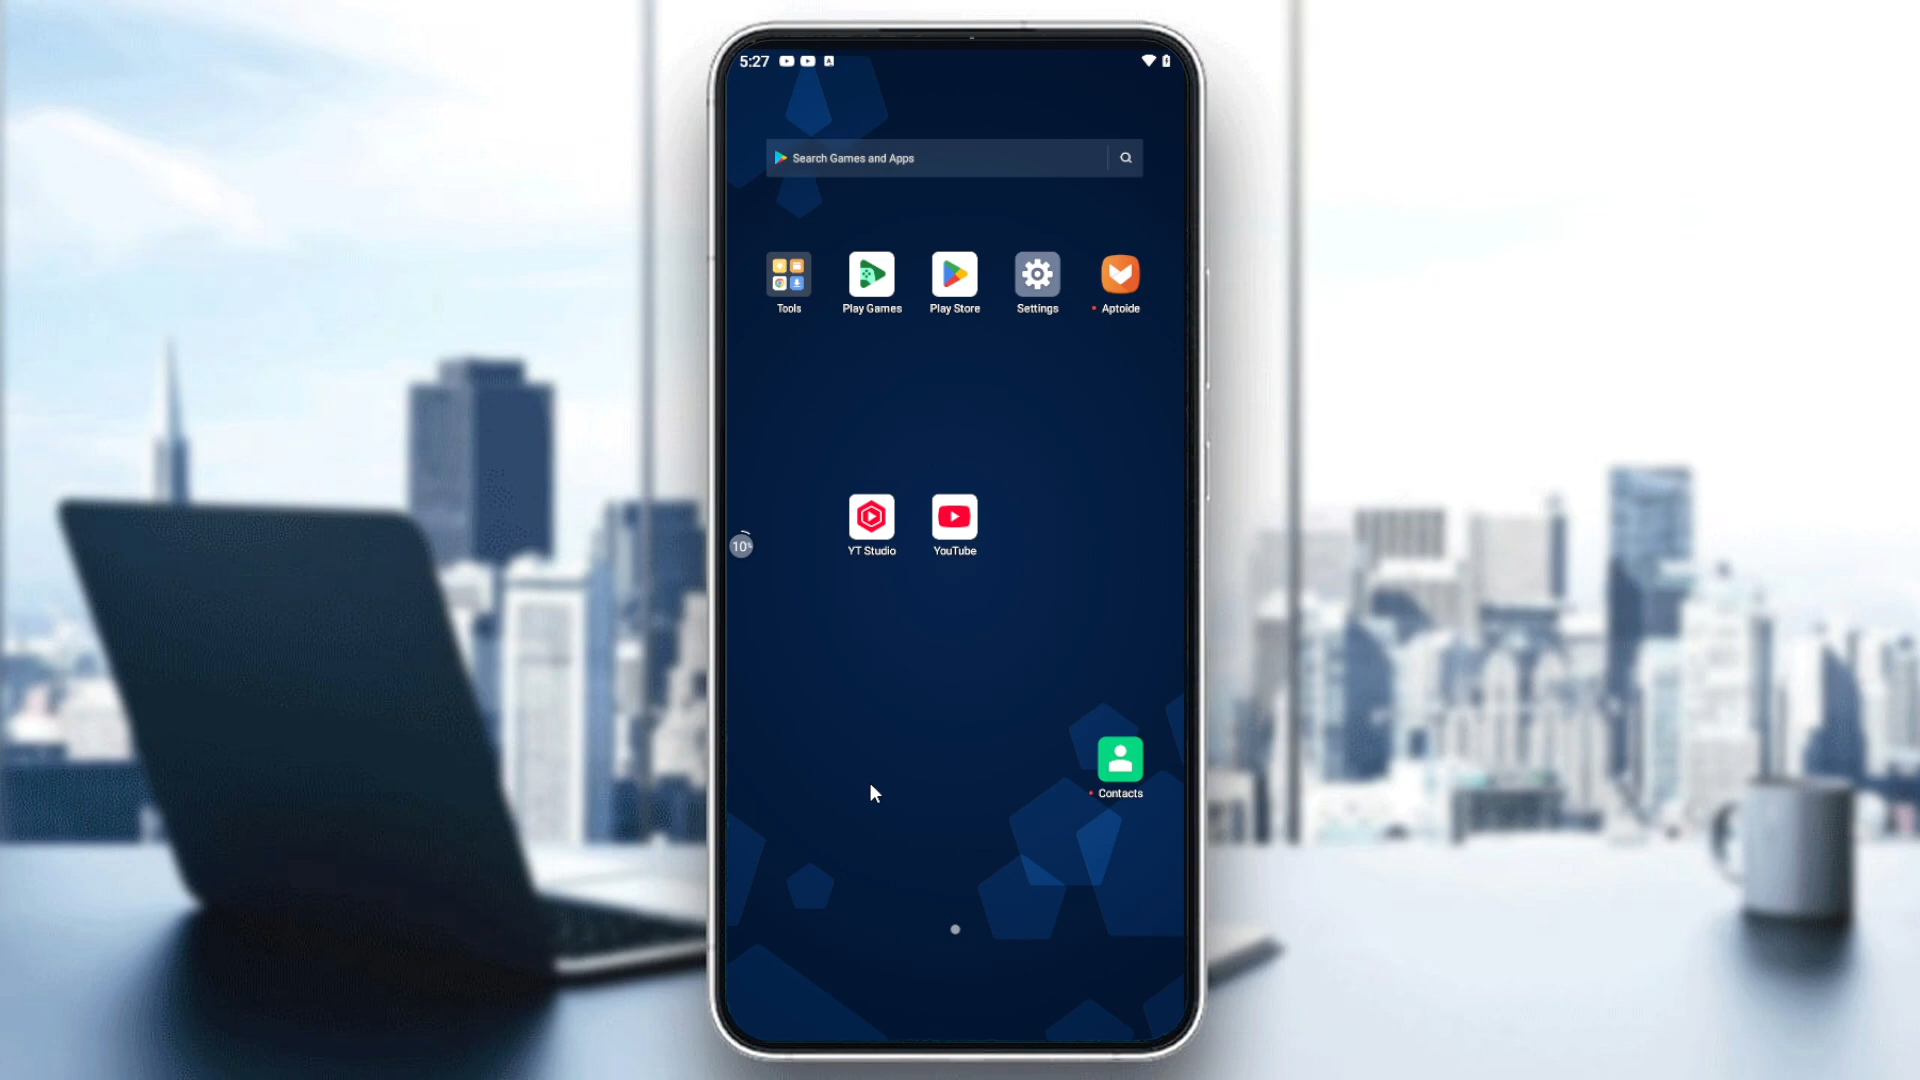 5:27
Search Games and Apps
Tools
Play Games
Play Store
Settings
Aptoide
10%
YT Studio
YouTube
Contacts